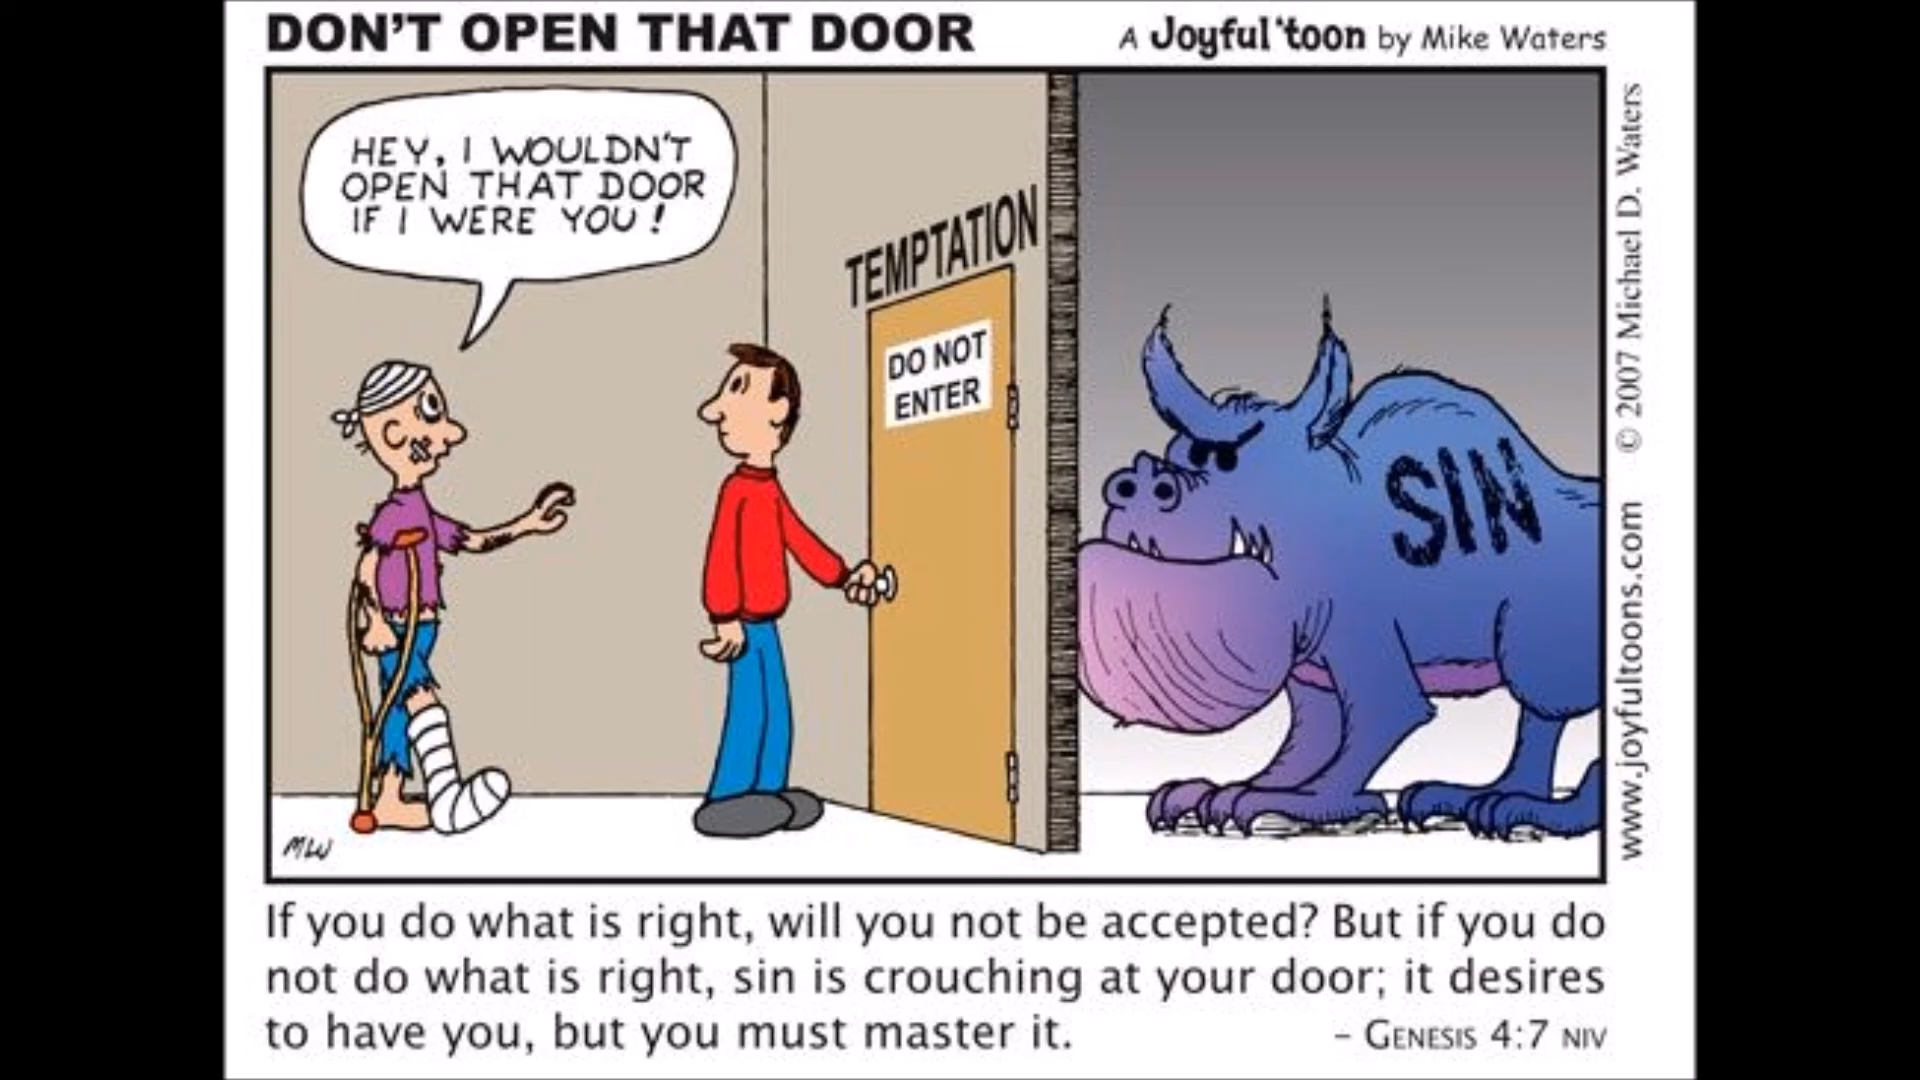 DON'T OPEN THAT DOOR
A Joyful 'toon by Mike Waters
HEY, I WOULDN'T
OPEN THAT DOOR
IF I WERE YOU!
TEMPTATION
DO NOT
ENTER
SIN
MLW
www.joyfultoons.com © 2007 Michael D. Waters
If you do what is right, will you not be accepted? But if you do
not do what is right, sin is crouching at your door; it desires
to have you, but you must master it. – GENESIS 4:7 NIV